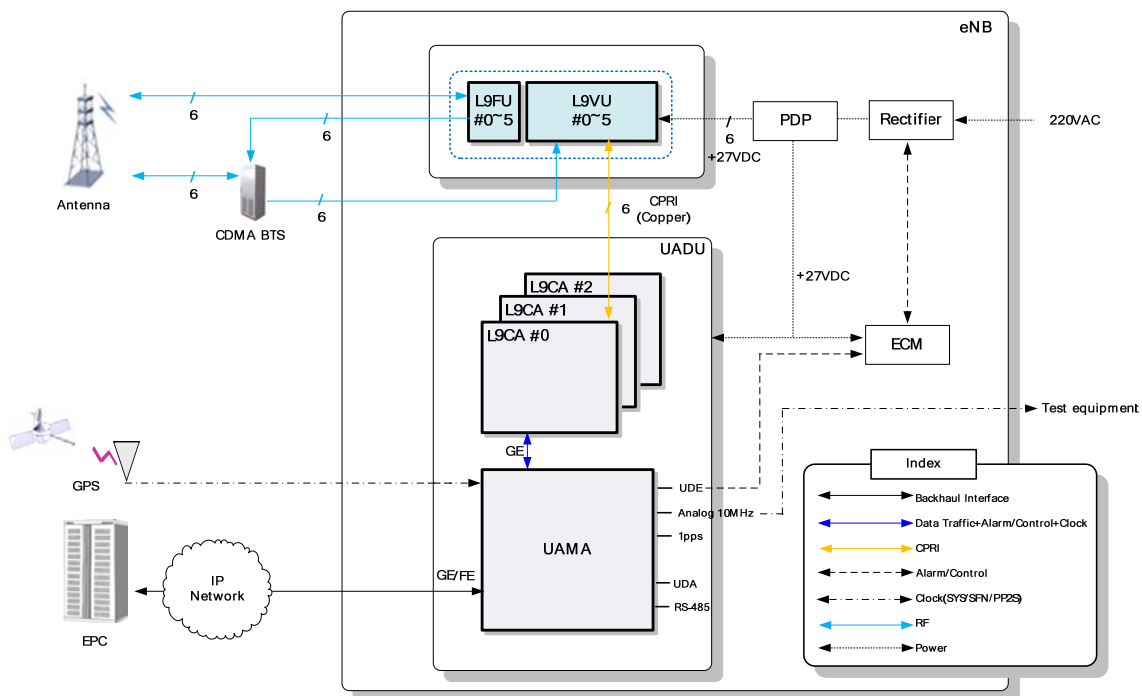 eNB
L9FU
#0~5
L9VU
#0~5
6
PDP
Rectifier
220VAC
6
6
+27VDC
6
Antenna
6
CDMA BTS
6
CPRI
(Copper)
UADU
+27VDC
L9CA #2
L9CA #1
L9CA #0
ECM
Test equipment
GE
GPS
Index
UDE
Analog 10MHz
1pps
UAMA
UDA
RS-485
GE/FE
IP
Network
EPC
Backhaul Interface
Data Traffic+Alarm/Control+Clock
CPRI
Alarm/Control
Clock(SYS/SFN/PP2S)
RF
Power